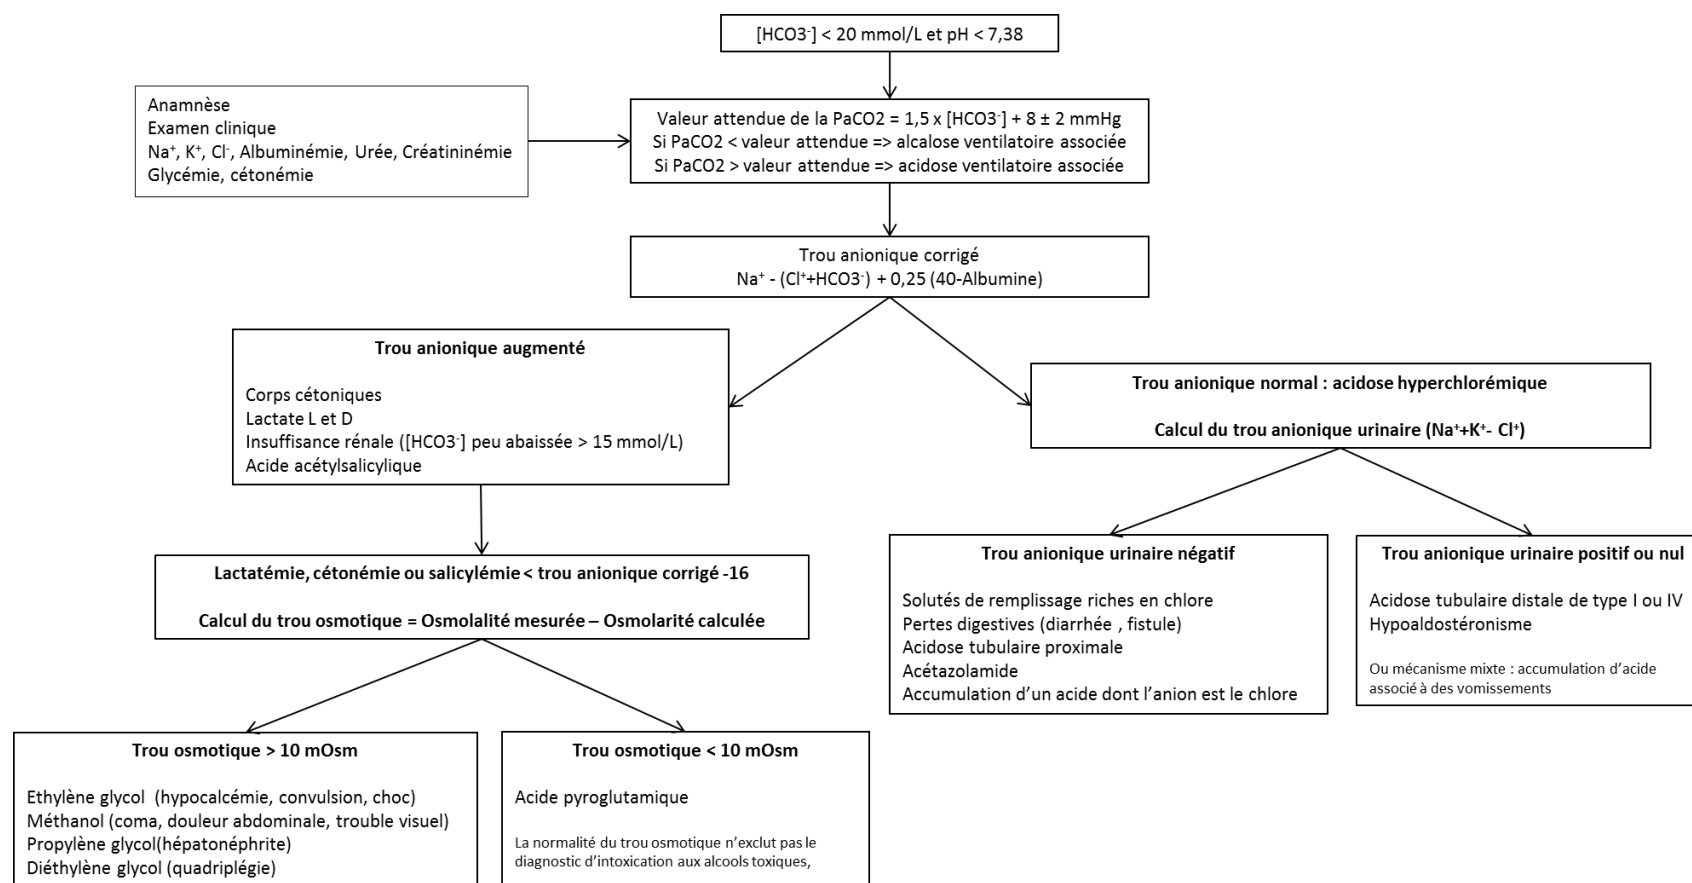 [HCO3-] < 20 mmol/L et pH < 7,38
Anamnèse
Examen clinique
Na+, K+, Cl-, Albuminémie, Urée, Créatininémie
Glycémie, cétonémie
Valeur attendue de la PaCO2 = 1,5 x [HCO3-] + 8 ± 2 mmHg
Si PaCO2 < valeur attendue => alcalose ventilatoire associée
Si PaCO2 > valeur attendue => acidose ventilatoire associée
Trou anionique corrigé
Na+ - (Cl++HCO3-) + 0,25 (40-Albumine)
Trou anionique augmenté
Corps cétoniques
Lactate L et D
Insuffisance rénale ([HCO3-] peu abaissée > 15 mmol/L)
Acide acétylsalicylique
Trou anionique normal : acidose hyperchlorémique
Calcul du trou anionique urinaire (Na++K+- Cl+)
Lactatémie, cétonémie ou salicylémie < trou anionique corrigé -16
Calcul du trou osmotique = Osmolalité mesurée – Osmolarité calculée
Trou anionique urinaire négatif
Solutés de remplissage riches en chlore
Pertes digestives (diarrhée , fistule)
Acidose tubulaire proximale
Acétazolamide
Accumulation d'un acide dont l'anion est le chlore
Trou anionique urinaire positif ou nul
Acidose tubulaire distale de type I ou IV
Hypoaldostéronisme
Ou mécanisme mixte : accumulation d'acide
associé à des vomissements
Trou osmotique > 10 mOsm
Ethylène glycol (hypocalcémie, convulsion, choc)
Méthanol (coma, douleur abdominale, trouble visuel)
Propylène glycol(hépatonéphrite)
Diéthylène glycol (quadriplégie)
Trou osmotique < 10 mOsm
Acide pyroglutamique
La normalité du trou osmotique n'exclut pas le
diagnostic d'intoxication aux alcools toxiques,